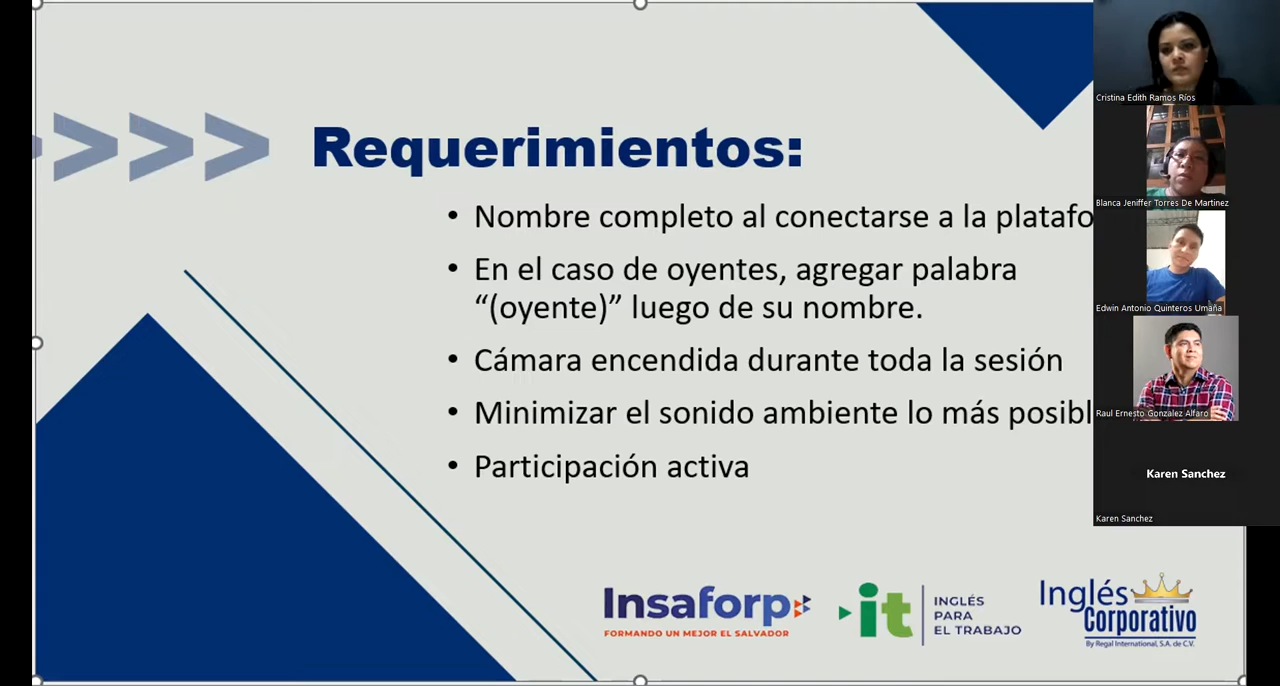 Requerimientos:
• Nombre completo al conectarse a la platafo
• En el caso de oyentes, agregar palabra
“(oyente)” luego de su nombre.
• Cámara encendida durante toda la sesión
• Minimizar el sonido ambiente lo más posibl
• Participación activa
Insaforp
FORMANDO UN MEJOR EL SALVADOR
it
INGLÉS
PARA
EL TRABAJO
Inglés
Corporativo
By Regal International, S.A. de C.V.
Cristina Edith Ramos Ríos
Blanca Jeniffer Torres De Martinez
Edwin Antonio Quinteros Umaña
Raul Ernesto Gonzalez Alfaro
Karen Sanchez
Karen Sanchez